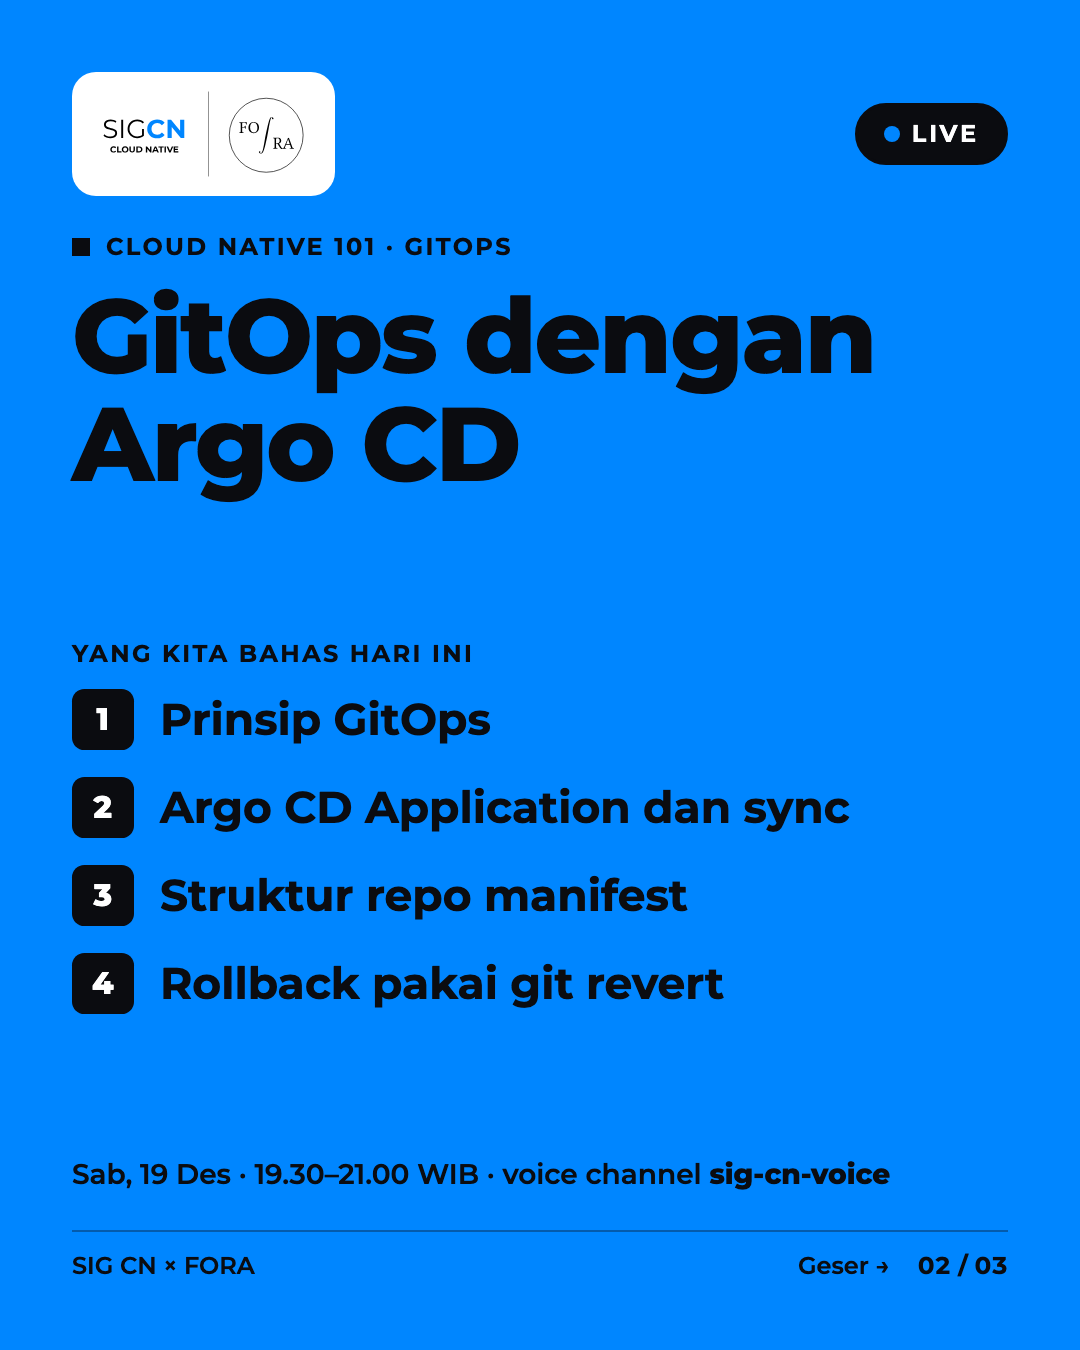 SIGCN
CLOUD NATIVE
FO
RA
LIVE
CLOUD NATIVE 101 · GITOPS
GitOps dengan
Argo CD
YANG KITA BAHAS HARI INI
1 Prinsip GitOps
2 Argo CD Application dan sync
3 Struktur repo manifest
4 Rollback pakai git revert
Sab, 19 Des · 19.30–21.00 WIB · voice channel sig-cn-voice
SIG CN × FORA
Geser → 02 / 03